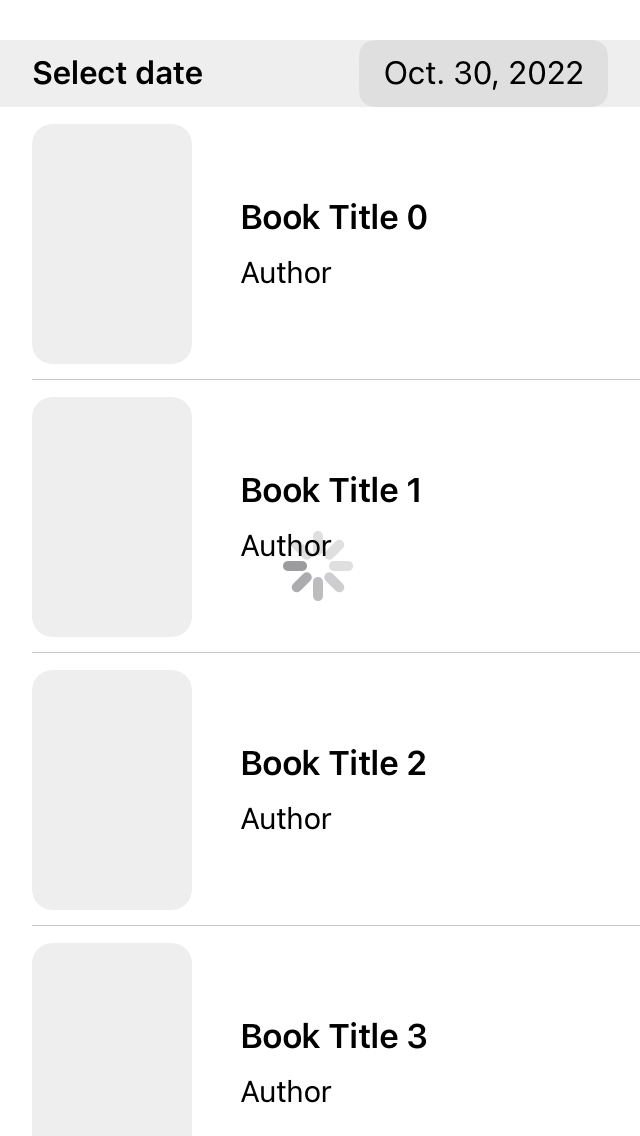 Select date
Oct. 30, 2022
Book Title 0
Author
Book Title 1
Author
Book Title 2
Author
Book Title 3
Author